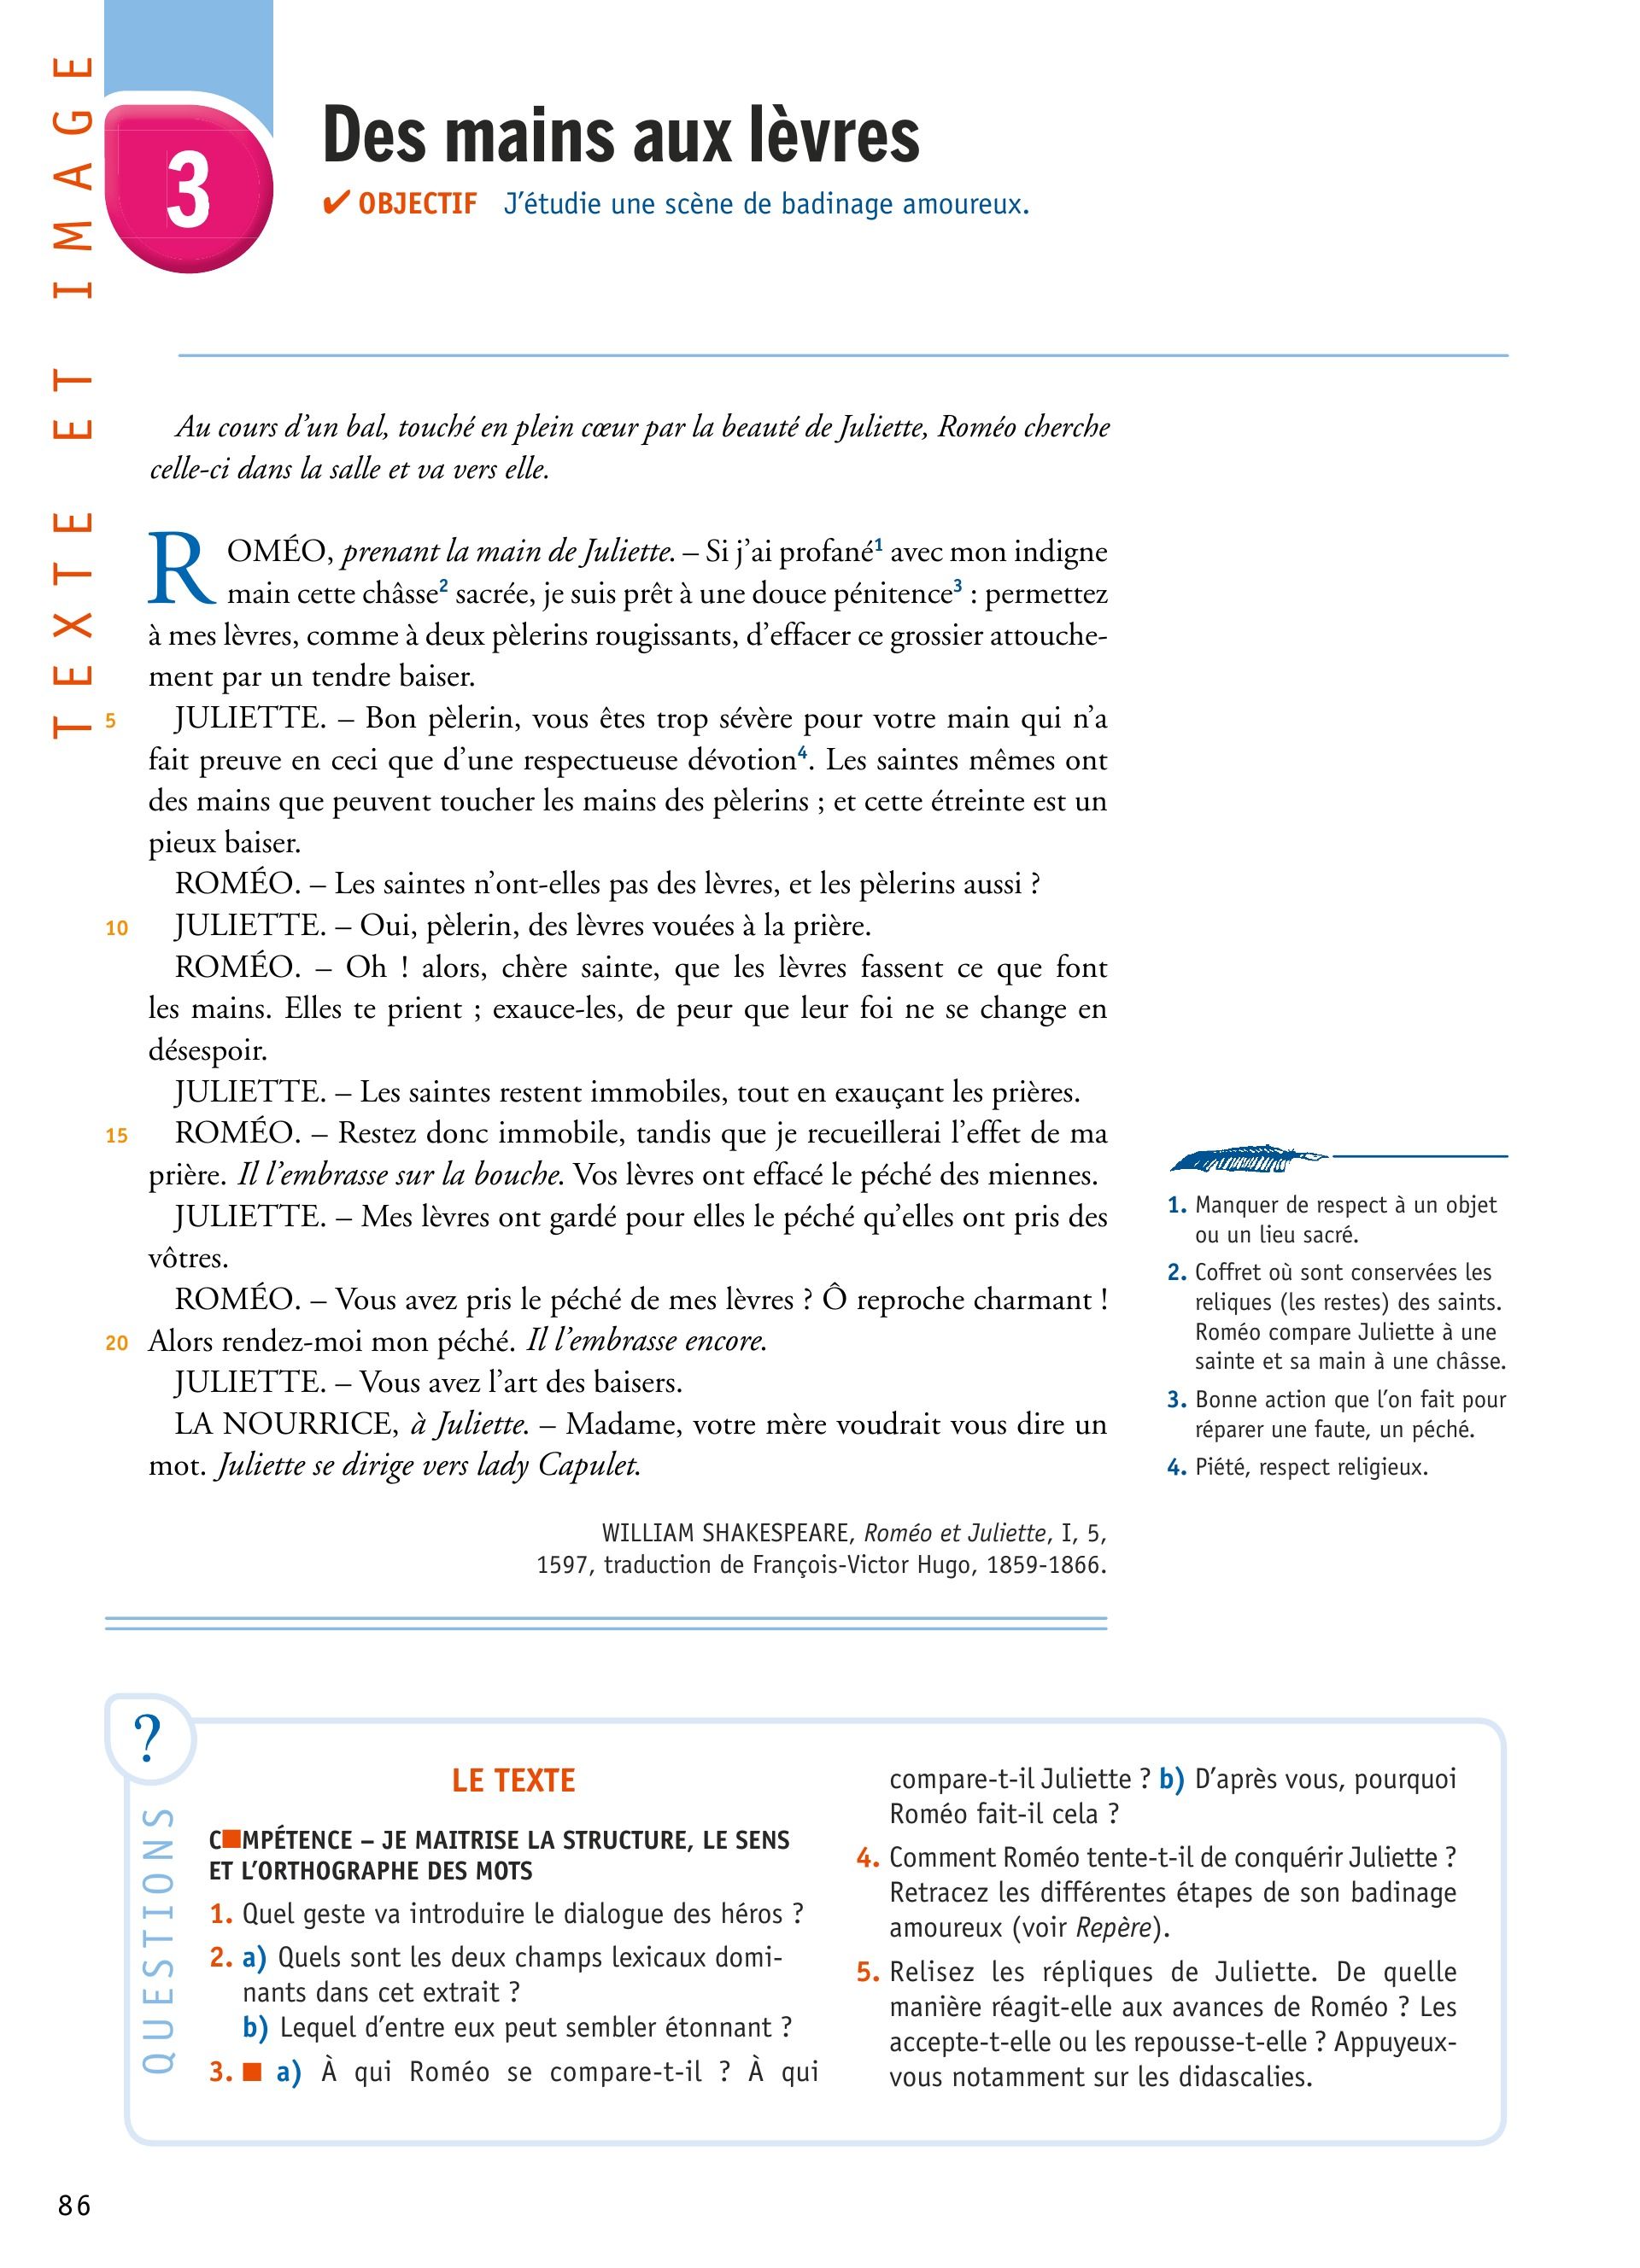 TEXTE ET IMAGE
3
Des mains aux lèvres
✔ OBJECTIF J’étudie une scène de badinage amoureux.
Au cours d’un bal, touché en plein cœur par la beauté de Juliette, Roméo cherche
celle-ci dans la salle et va vers elle.
ROMÉO, prenant la main de Juliette. – Si j’ai profané1 avec mon indigne
main cette châsse2 sacrée, je suis prêt à une douce pénitence3 : permettez
à mes lèvres, comme à deux pèlerins rougissants, d’effacer ce grossier attouche-
ment par un tendre baiser.
5 JULIETTE. – Bon pèlerin, vous êtes trop sévère pour votre main qui n’a
fait preuve en ceci que d’une respectueuse dévotion4. Les saintes mêmes ont
des mains que peuvent toucher les mains des pèlerins ; et cette étreinte est un
pieux baiser.
ROMÉO. – Les saintes n’ont-elles pas des lèvres, et les pèlerins aussi ?
10 JULIETTE. – Oui, pèlerin, des lèvres vouées à la prière.
ROMÉO. – Oh ! alors, chère sainte, que les lèvres fassent ce que font
les mains. Elles te prient ; exauce-les, de peur que leur foi ne se change en
désespoir.
JULIETTE. – Les saintes restent immobiles, tout en exauçant les prières.
15 ROMÉO. – Restez donc immobile, tandis que je recueillerai l’effet de ma
prière. Il l’embrasse sur la bouche. Vos lèvres ont effacé le péché des miennes.
JULIETTE. – Mes lèvres ont gardé pour elles le péché qu’elles ont pris des
vôtres.
ROMÉO. – Vous avez pris le péché de mes lèvres ? Ô reproche charmant !
20 Alors rendez-moi mon péché. Il l’embrasse encore.
JULIETTE. – Vous avez l’art des baisers.
LA NOURRICE, à Juliette. – Madame, votre mère voudrait vous dire un
mot. Juliette se dirige vers lady Capulet.
WILLIAM SHAKESPEARE, Roméo et Juliette, I, 5,
1597, traduction de François-Victor Hugo, 1859-1866.
1. Manquer de respect à un objet
ou un lieu sacré.
2. Coffret où sont conservées les
reliques (les restes) des saints.
Roméo compare Juliette à une
sainte et sa main à une châsse.
3. Bonne action que l’on fait pour
réparer une faute, un péché.
4. Piété, respect religieux.
?
QUESTIONS
LE TEXTE
C■MPÉTENCE – JE MAITRISE LA STRUCTURE, LE SENS
ET L’ORTHOGRAPHE DES MOTS
1. Quel geste va introduire le dialogue des héros ?
2. a) Quels sont les deux champs lexicaux domi-
nants dans cet extrait ?
b) Lequel d’entre eux peut sembler étonnant ?
3. ■ a) À qui Roméo se compare-t-il ? À qui
compare-t-il Juliette ? b) D’après vous, pourquoi
Roméo fait-il cela ?
4. Comment Roméo tente-t-il de conquérir Juliette ?
Retracez les différentes étapes de son badinage
amoureux (voir Repère).
5. Relisez les répliques de Juliette. De quelle
manière réagit-elle aux avances de Roméo ? Les
accepte-t-elle ou les repousse-t-elle ? Appuyeux-
vous notamment sur les didascalies.
86